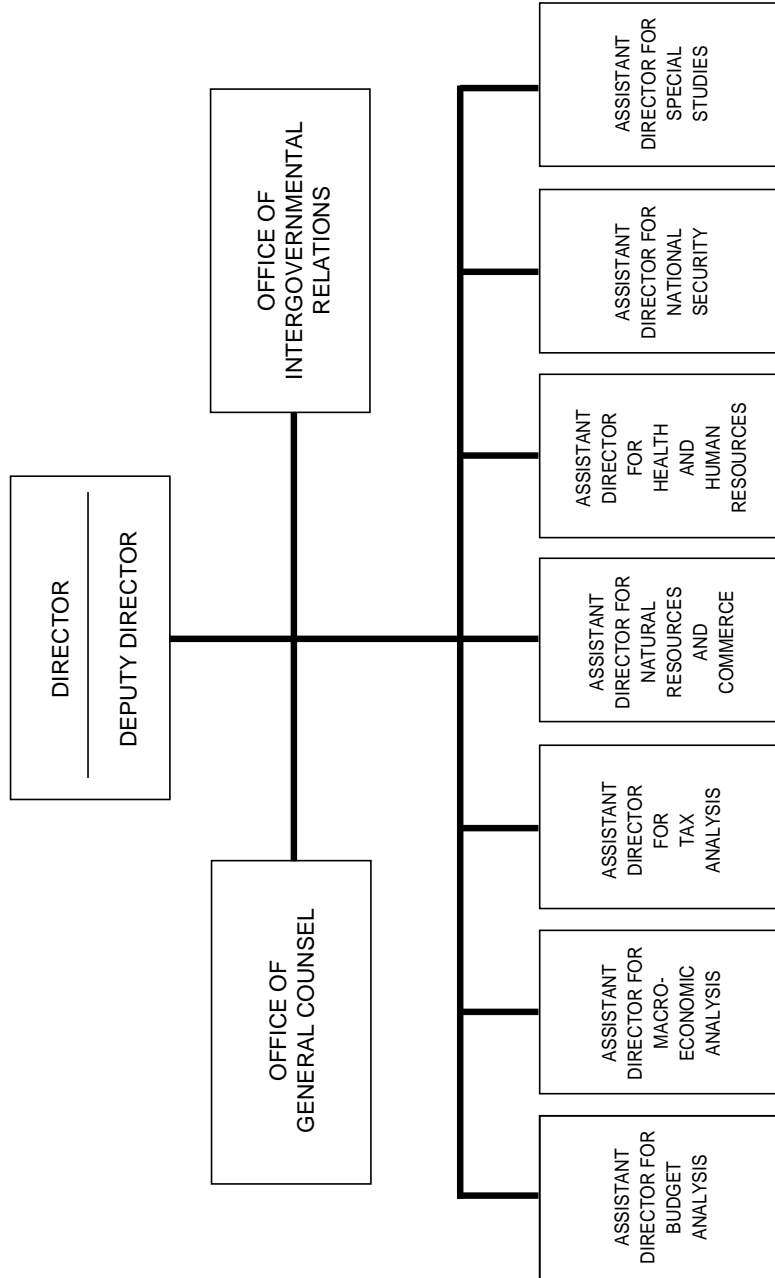 DIRECTOR
DEPUTY DIRECTOR
OFFICE OF
GENERAL COUNSEL
OFFICE OF
INTERGOVERNMENTAL
RELATIONS
ASSISTANT
DIRECTOR FOR
BUDGET
ANALYSIS
ASSISTANT
DIRECTOR FOR
MACRO-
ECONOMIC
ANALYSIS
ASSISTANT
DIRECTOR
FOR
TAX
ANALYSIS
ASSISTANT
DIRECTOR FOR
NATURAL
RESOURCES
AND
COMMERCE
ASSISTANT
DIRECTOR
FOR
HEALTH
AND
HUMAN
RESOURCES
ASSISTANT
DIRECTOR FOR
NATIONAL
SECURITY
ASSISTANT
DIRECTOR FOR
SPECIAL
STUDIES